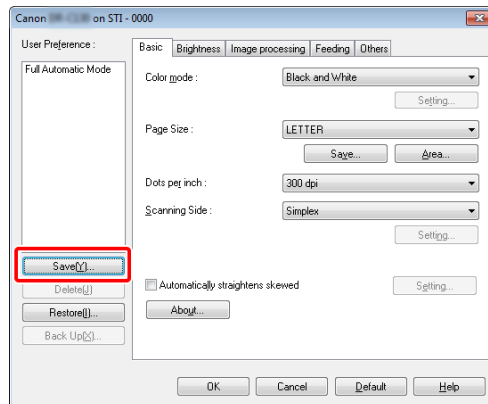 Canon on STI - 0000
User Preference :
Full Automatic Mode
Save(Y)...
Delete(J)
Restore(I)...
Back Up(X)...
Basic
Brightness
Image processing
Feeding
Others
Color mode :
Black and White
Setting...
Page Size :
LETTER
Save...
Area...
Dots per inch :
300 dpi
Scanning Side :
Simplex
Setting...
Automatically straightens skewed
Setting...
About...
OK
Cancel
Default
Help